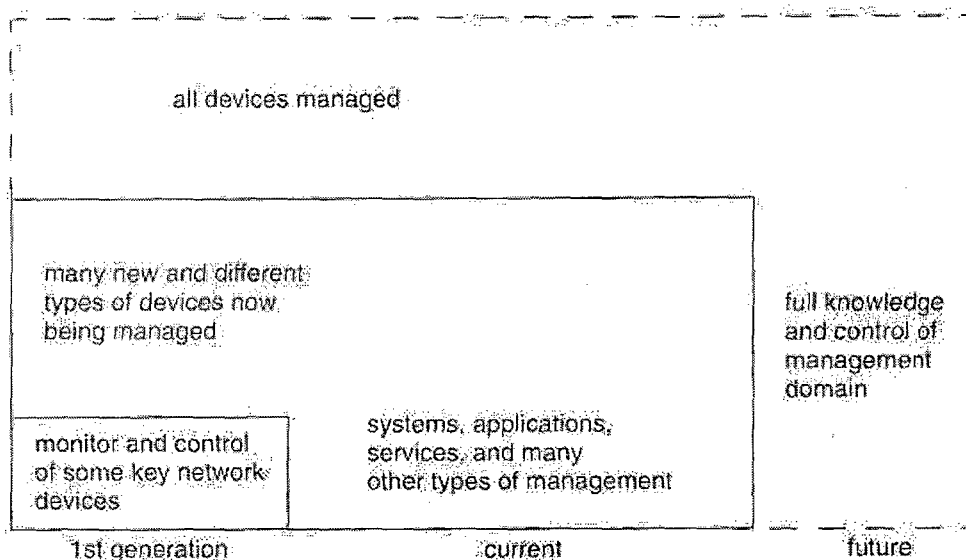 all devices managed
many new and different
types of devices now
being managed
full knowledge
and control of
management
domain
systems, applications,
services, and many
other types of management
monitor and control
of some key network
devices
1st generation
current
future